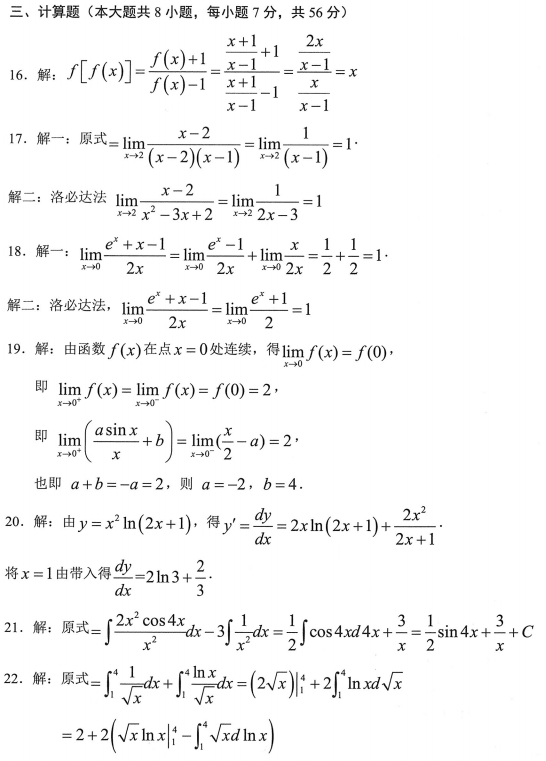 三、计算题（本大题共 8 小题，每小题 7 分，共 56 分）
16．解：f[f(x)] = (f(x)+1)/(f(x)−1) = ((x+1)/(x−1)+1)/((x+1)/(x−1)−1) = (2x/(x−1))/(x/(x−1)) = x
17．解一：原式=lim_{x→2} (x−2)/((x−2)(x−1)) = lim_{x→2} 1/(x−1) = 1.
解二：洛必达法 lim_{x→2} (x−2)/(x²−3x+2) = lim_{x→2} 1/(2x−3) = 1
18．解一：lim_{x→0} (e^x+x−1)/(2x) = lim_{x→0} (e^x−1)/(2x) + lim_{x→0} x/(2x) = 1/2 + 1/2 = 1.
解二：洛必达法，lim_{x→0} (e^x+x−1)/(2x) = lim_{x→0} (e^x+1)/2 = 1
19．解：由函数 f(x) 在点 x = 0 处连续，得 lim_{x→0} f(x) = f(0)，
即 lim_{x→0⁺} f(x) = lim_{x→0⁻} f(x) = f(0) = 2，
即 lim_{x→0⁺} ((a sin x)/x + b) = lim_{x→0⁻} (x/2 − a) = 2，
也即 a+b=−a=2，则 a=−2，b=4．
20．解：由 y = x² ln(2x+1)，得 y′ = dy/dx = 2x ln(2x+1) + 2x²/(2x+1).
将 x = 1 由带入得 dy/dx = 2 ln 3 + 2/3.
21．解：原式=∫ (2x² cos 4x)/x² dx − 3∫ 1/x² dx = 1/2 ∫ cos 4x d4x + 3/x = 1/2 sin 4x + 3/x + C
22．解：原式=∫₁⁴ 1/√x dx + ∫₁⁴ (ln x)/√x dx = (2√x)|₁⁴ + 2∫₁⁴ ln x d√x
= 2 + 2(√x ln x|₁⁴ − ∫₁⁴ √x d ln x)